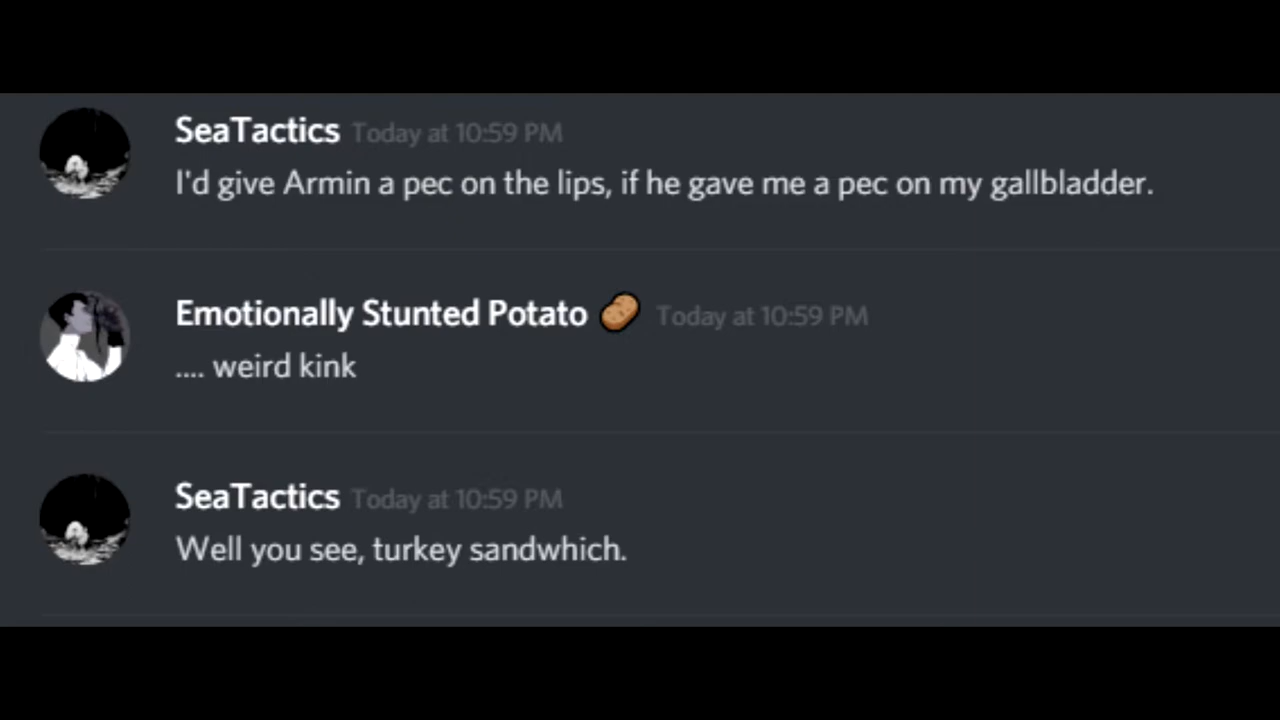 SeaTactics Today at 10:59 PM
I'd give Armin a pec on the lips, if he gave me a pec on my gallbladder.
Emotionally Stunted Potato 🥔 Today at 10:59 PM
.... weird kink
SeaTactics Today at 10:59 PM
Well you see, turkey sandwhich.